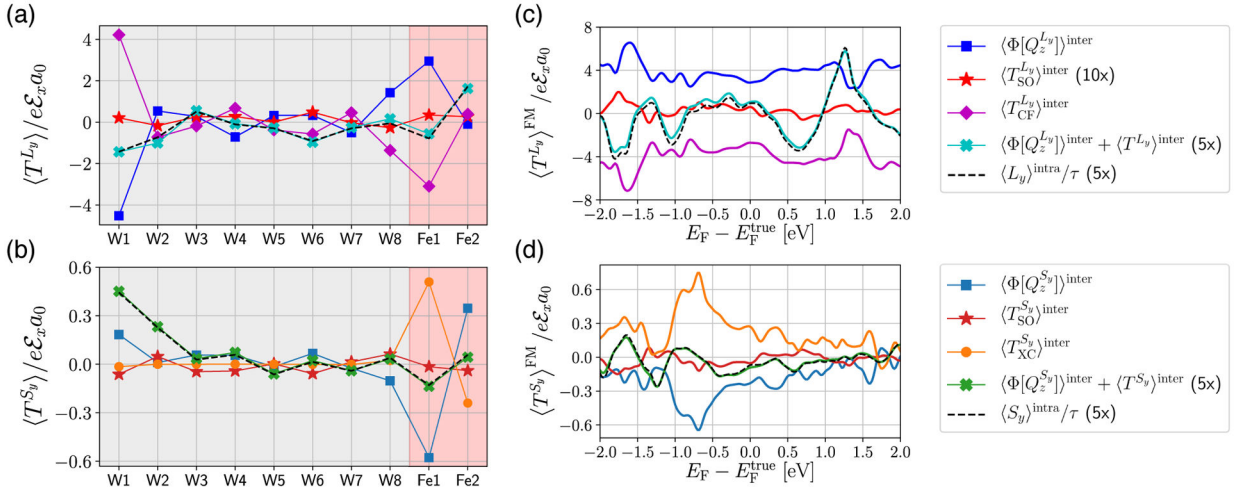 (a)
⟨T^{L_y}⟩/eℰ_x a_0
4
2
0
−2
−4
W1 W2 W3 W4 W5 W6 W7 W8 Fe1 Fe2
(c)
⟨T^{L_y}⟩^{FM}/eℰ_x a_0
8
4
0
−4
−8
−2.0 −1.5 −1.0 −0.5 0.0 0.5 1.0 1.5 2.0
E_F − E_F^{true} [eV]
⟨Φ[Q_z^{L_y}]⟩^{inter}
⟨T_{SO}^{L_y}⟩^{inter} (10x)
⟨T_{CF}^{L_y}⟩^{inter}
⟨Φ[Q_z^{L_y}]⟩^{inter} + ⟨T^{L_y}⟩^{inter} (5x)
⟨L_y⟩^{intra}/τ (5x)
(b)
⟨T^{S_y}⟩/eℰ_x a_0
0.6
0.3
0.0
−0.3
−0.6
W1 W2 W3 W4 W5 W6 W7 W8 Fe1 Fe2
(d)
⟨T^{S_y}⟩^{FM}/eℰ_x a_0
0.6
0.3
0.0
−0.3
−0.6
−2.0 −1.5 −1.0 −0.5 0.0 0.5 1.0 1.5 2.0
E_F − E_F^{true} [eV]
⟨Φ[Q_z^{S_y}]⟩^{inter}
⟨T_{SO}^{S_y}⟩^{inter}
⟨T_{XC}^{S_y}⟩^{inter}
⟨Φ[Q_z^{S_y}]⟩^{inter} + ⟨T^{S_y}⟩^{inter} (5x)
⟨S_y⟩^{intra}/τ (5x)